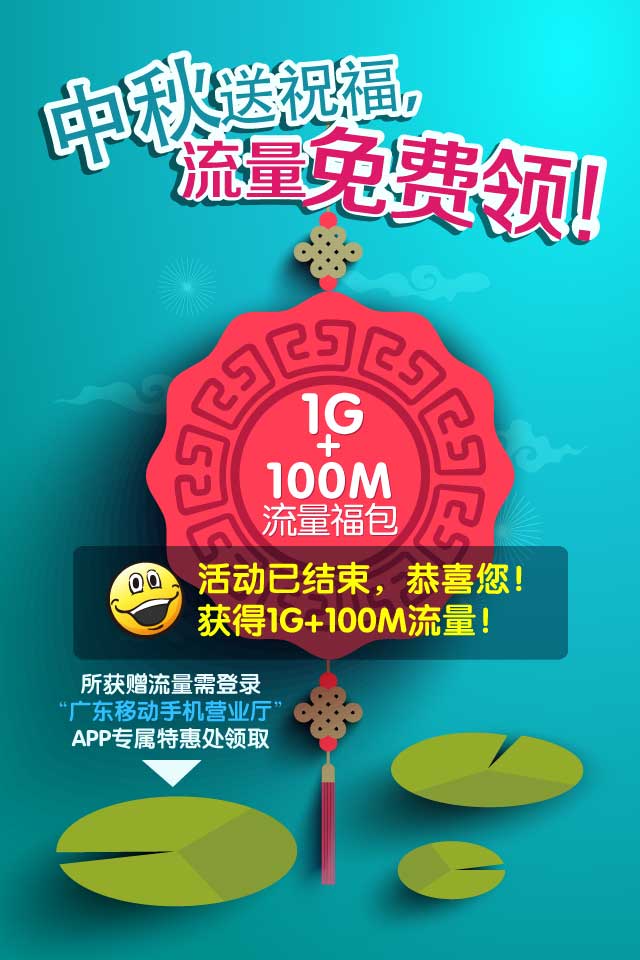 中秋送祝福,
流量免费领!
1G
+
100M
流量福包
活动已结束，恭喜您！
获得1G+100M流量！
所获赠流量需登录
“广东移动手机营业厅”
APP专属特惠处领取